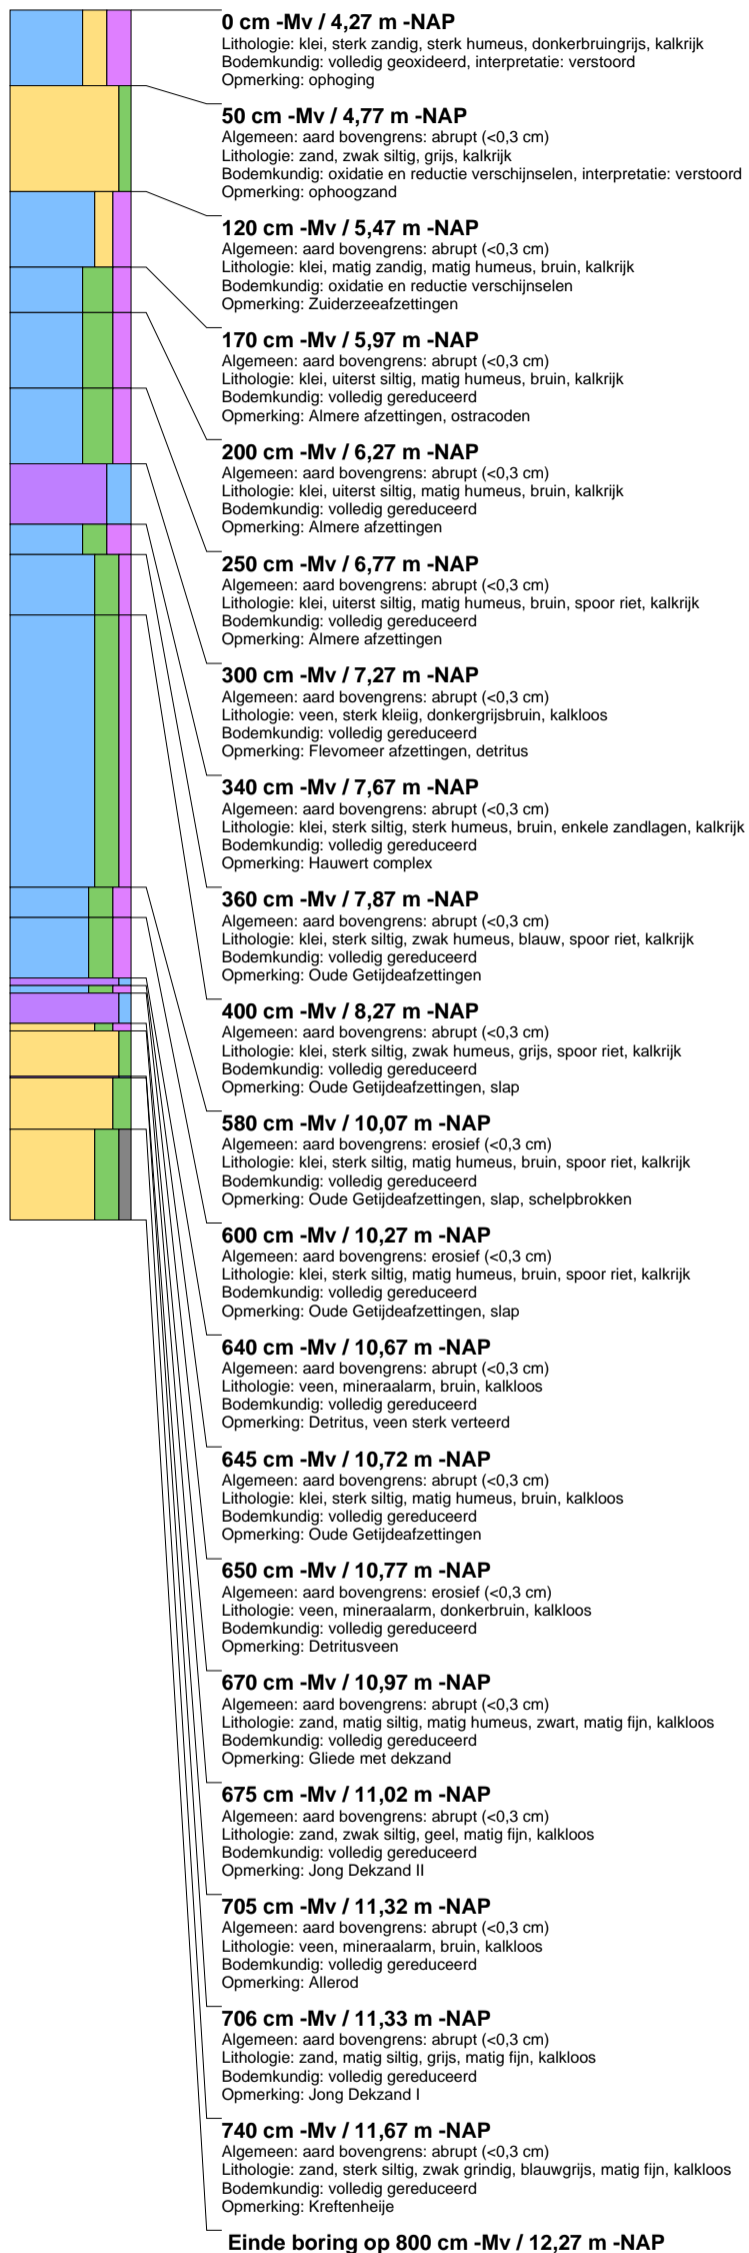 0 cm -Mv / 4,27 m -NAP
Lithologie: klei, sterk zandig, sterk humeus, donkerbruingrijs, kalkrijk
Bodemkundig: volledig geoxideerd, interpretatie: verstoord
Opmerking: ophoging
50 cm -Mv / 4,77 m -NAP
Algemeen: aard bovengrens: abrupt (<0,3 cm)
Lithologie: zand, zwak siltig, grijs, kalkrijk
Bodemkundig: oxidatie en reductie verschijnselen, interpretatie: verstoord
Opmerking: ophoogzand
120 cm -Mv / 5,47 m -NAP
Algemeen: aard bovengrens: abrupt (<0,3 cm)
Lithologie: klei, matig zandig, matig humeus, bruin, kalkrijk
Bodemkundig: oxidatie en reductie verschijnselen
Opmerking: Zuiderzeeafzettingen
170 cm -Mv / 5,97 m -NAP
Algemeen: aard bovengrens: abrupt (<0,3 cm)
Lithologie: klei, uiterst siltig, matig humeus, bruin, kalkrijk
Bodemkundig: volledig gereduceerd
Opmerking: Almere afzettingen, ostracoden
200 cm -Mv / 6,27 m -NAP
Algemeen: aard bovengrens: abrupt (<0,3 cm)
Lithologie: klei, uiterst siltig, matig humeus, bruin, kalkrijk
Bodemkundig: volledig gereduceerd
Opmerking: Almere afzettingen
250 cm -Mv / 6,77 m -NAP
Algemeen: aard bovengrens: abrupt (<0,3 cm)
Lithologie: klei, uiterst siltig, matig humeus, bruin, spoor riet, kalkrijk
Bodemkundig: volledig gereduceerd
Opmerking: Almere afzettingen
300 cm -Mv / 7,27 m -NAP
Algemeen: aard bovengrens: abrupt (<0,3 cm)
Lithologie: veen, sterk kleiig, donkergrijsbruin, kalkloos
Bodemkundig: volledig gereduceerd
Opmerking: Flevomeer afzettingen, detritus
340 cm -Mv / 7,67 m -NAP
Algemeen: aard bovengrens: abrupt (<0,3 cm)
Lithologie: klei, sterk siltig, sterk humeus, bruin, enkele zandlagen, kalkrijk
Bodemkundig: volledig gereduceerd
Opmerking: Hauwert complex
360 cm -Mv / 7,87 m -NAP
Algemeen: aard bovengrens: abrupt (<0,3 cm)
Lithologie: klei, sterk siltig, zwak humeus, blauw, spoor riet, kalkrijk
Bodemkundig: volledig gereduceerd
Opmerking: Oude Getijdeafzettingen
400 cm -Mv / 8,27 m -NAP
Algemeen: aard bovengrens: abrupt (<0,3 cm)
Lithologie: klei, sterk siltig, zwak humeus, grijs, spoor riet, kalkrijk
Bodemkundig: volledig gereduceerd
Opmerking: Oude Getijdeafzettingen, slap
580 cm -Mv / 10,07 m -NAP
Algemeen: aard bovengrens: erosief (<0,3 cm)
Lithologie: klei, sterk siltig, matig humeus, bruin, spoor riet, kalkrijk
Bodemkundig: volledig gereduceerd
Opmerking: Oude Getijdeafzettingen, slap, schelpbrokken
600 cm -Mv / 10,27 m -NAP
Algemeen: aard bovengrens: erosief (<0,3 cm)
Lithologie: klei, sterk siltig, matig humeus, bruin, spoor riet, kalkrijk
Bodemkundig: volledig gereduceerd
Opmerking: Oude Getijdeafzettingen, slap
640 cm -Mv / 10,67 m -NAP
Algemeen: aard bovengrens: abrupt (<0,3 cm)
Lithologie: veen, mineraalarm, bruin, kalkloos
Bodemkundig: volledig gereduceerd
Opmerking: Detritus, veen sterk verteerd
645 cm -Mv / 10,72 m -NAP
Algemeen: aard bovengrens: abrupt (<0,3 cm)
Lithologie: klei, sterk siltig, matig humeus, bruin, kalkloos
Bodemkundig: volledig gereduceerd
Opmerking: Oude Getijdeafzettingen
650 cm -Mv / 10,77 m -NAP
Algemeen: aard bovengrens: erosief (<0,3 cm)
Lithologie: veen, mineraalarm, donkerbruin, kalkloos
Bodemkundig: volledig gereduceerd
Opmerking: Detritusveen
670 cm -Mv / 10,97 m -NAP
Algemeen: aard bovengrens: abrupt (<0,3 cm)
Lithologie: zand, matig siltig, matig humeus, zwart, matig fijn, kalkloos
Bodemkundig: volledig gereduceerd
Opmerking: Gliede met dekzand
675 cm -Mv / 11,02 m -NAP
Algemeen: aard bovengrens: abrupt (<0,3 cm)
Lithologie: zand, zwak siltig, geel, matig fijn, kalkloos
Bodemkundig: volledig gereduceerd
Opmerking: Jong Dekzand II
705 cm -Mv / 11,32 m -NAP
Algemeen: aard bovengrens: abrupt (<0,3 cm)
Lithologie: veen, mineraalarm, bruin, kalkloos
Bodemkundig: volledig gereduceerd
Opmerking: Allerod
706 cm -Mv / 11,33 m -NAP
Algemeen: aard bovengrens: abrupt (<0,3 cm)
Lithologie: zand, matig siltig, grijs, matig fijn, kalkloos
Bodemkundig: volledig gereduceerd
Opmerking: Jong Dekzand I
740 cm -Mv / 11,67 m -NAP
Algemeen: aard bovengrens: abrupt (<0,3 cm)
Lithologie: zand, sterk siltig, zwak grindig, blauwgrijs, matig fijn, kalkloos
Bodemkundig: volledig gereduceerd
Opmerking: Kreftenheije
Einde boring op 800 cm -Mv / 12,27 m -NAP